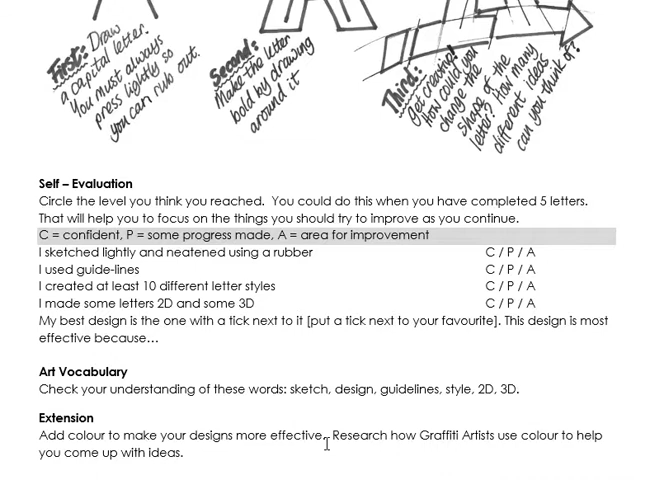 First: Draw
a capital letter.
You must always
press lightly so
you can rub out.
Second:
Make the letter
bold by drawing
around it
Third:
Get creative!
How could you
change the
shape of the
letter? How many
different ideas
can you think of?
Self – Evaluation
Circle the level you think you reached.  You could do this when you have completed 5 letters.
That will help you to focus on the things you should try to improve as you continue.
C = confident, P = some progress made, A = area for improvement
I sketched lightly and neatened using a rubber C / P / A
I used guide-lines C / P / A
I created at least 10 different letter styles C / P / A
I made some letters 2D and some 3D C / P / A
My best design is the one with a tick next to it [put a tick next to your favourite]. This design is most
effective because…
Art Vocabulary
Check your understanding of these words: sketch, design, guidelines, style, 2D, 3D.
Extension
Add colour to make your designs more effective.  Research how Graffiti Artists use colour to help
you come up with ideas.